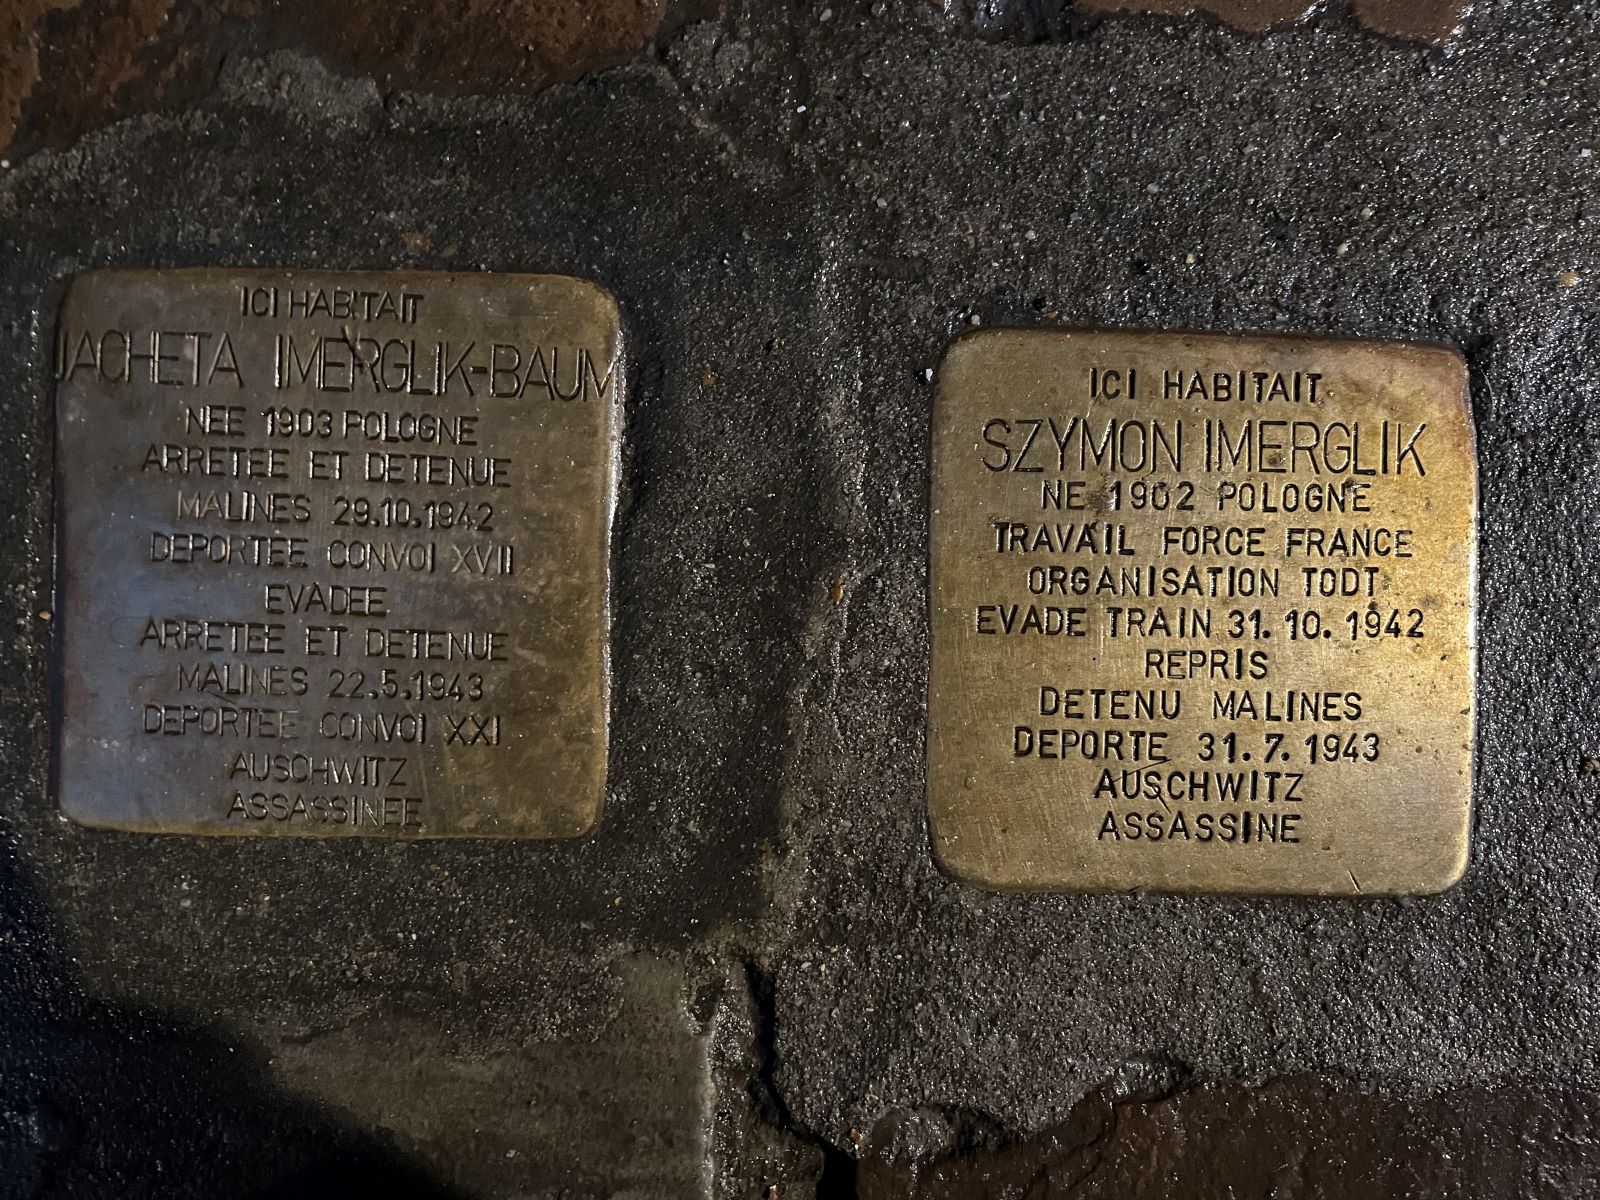 ICI HABITAIT
JACHETA IMERGLIK-BAUM
NEE 1903 POLOGNE
ARRETEE ET DETENUE
MALINES 29.10.1942
DEPORTEE CONVOI XVII
EVADEE
ARRETEE ET DETENUE
MALINES 22.5.1943
DEPORTEE CONVOI XXI
AUSCHWITZ
ASSASSINEE
ICI HABITAIT
SZYMON IMERGLIK
NE 1902 POLOGNE
TRAVAIL FORCE FRANCE
ORGANISATION TODT
EVADE TRAIN 31.10.1942
REPRIS
DETENU MALINES
DEPORTE 31.7.1943
AUSCHWITZ
ASSASSINE